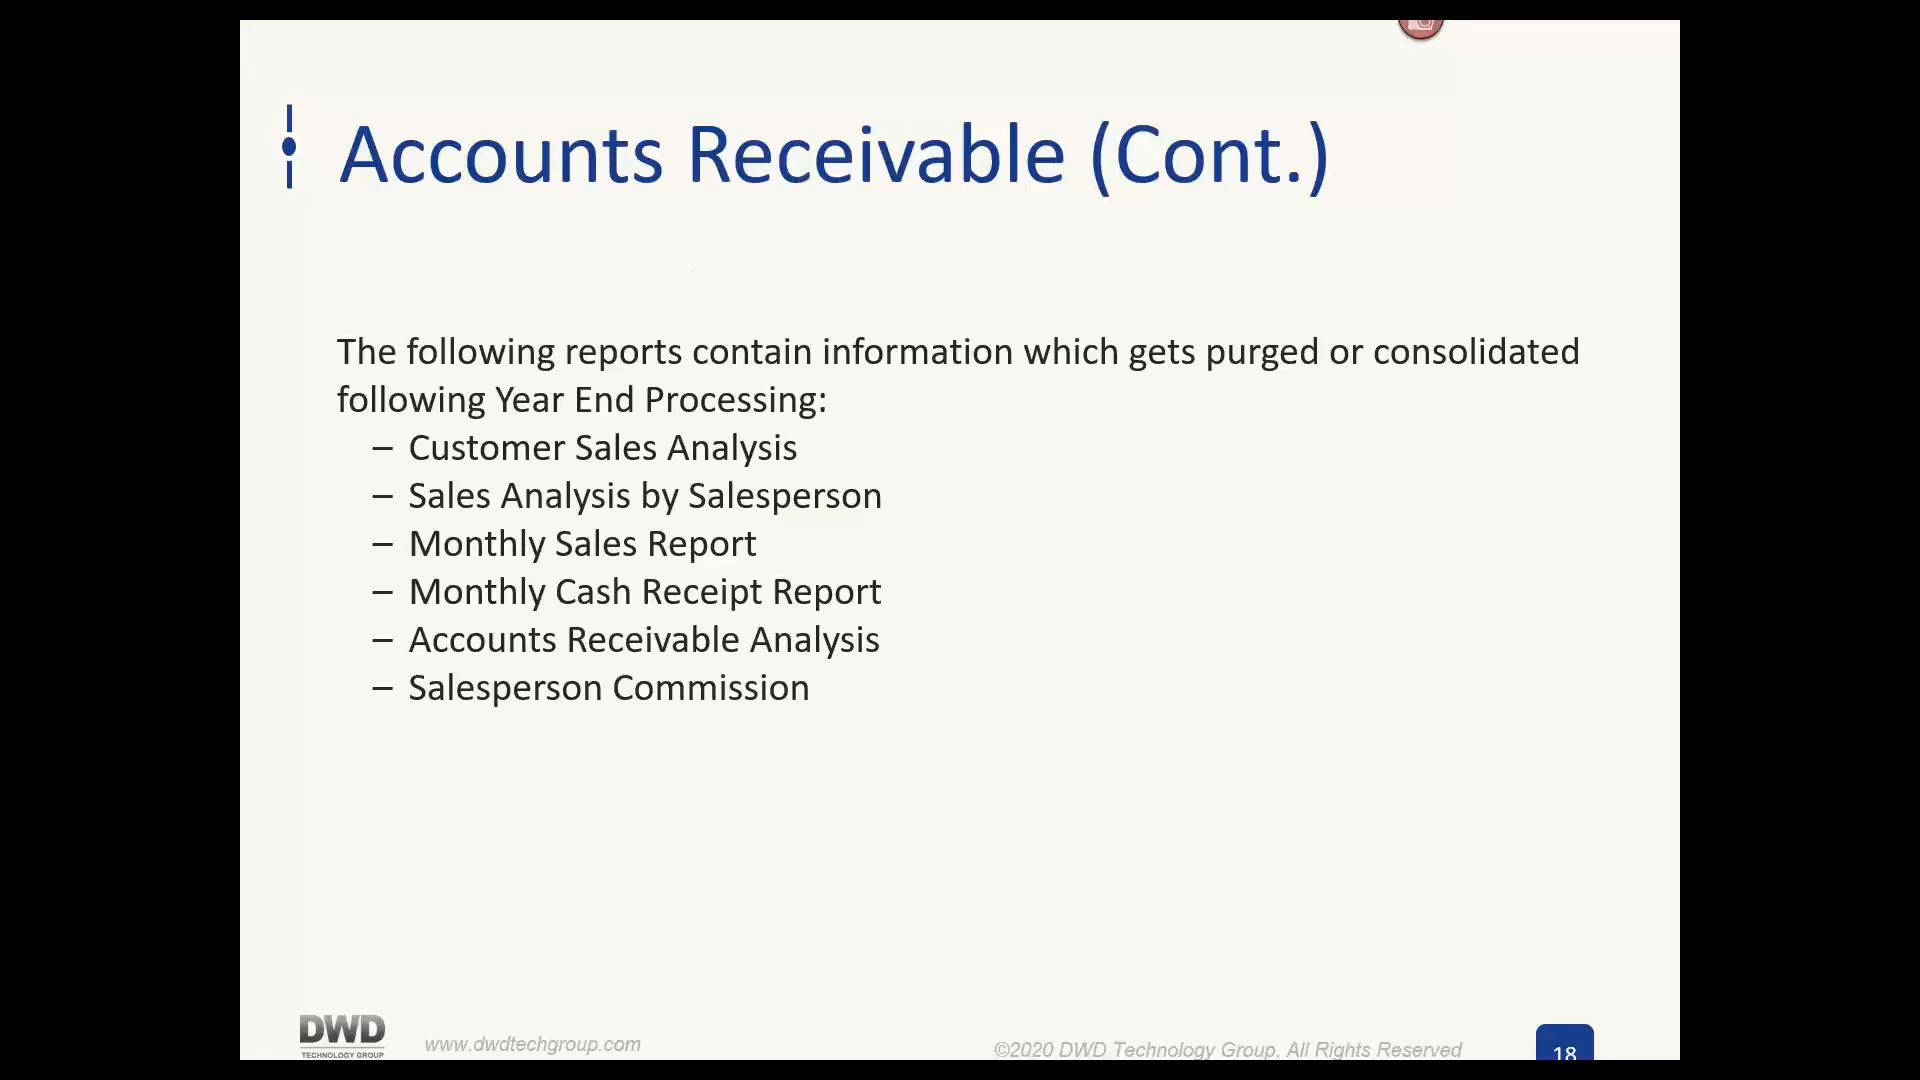 Accounts Receivable (Cont.)
The following reports contain information which gets purged or consolidated
following Year End Processing:
– Customer Sales Analysis
– Sales Analysis by Salesperson
– Monthly Sales Report
– Monthly Cash Receipt Report
– Accounts Receivable Analysis
– Salesperson Commission
DWD
TECHNOLOGY GROUP
www.dwdtechgroup.com
©2020 DWD Technology Group, All Rights Reserved
18